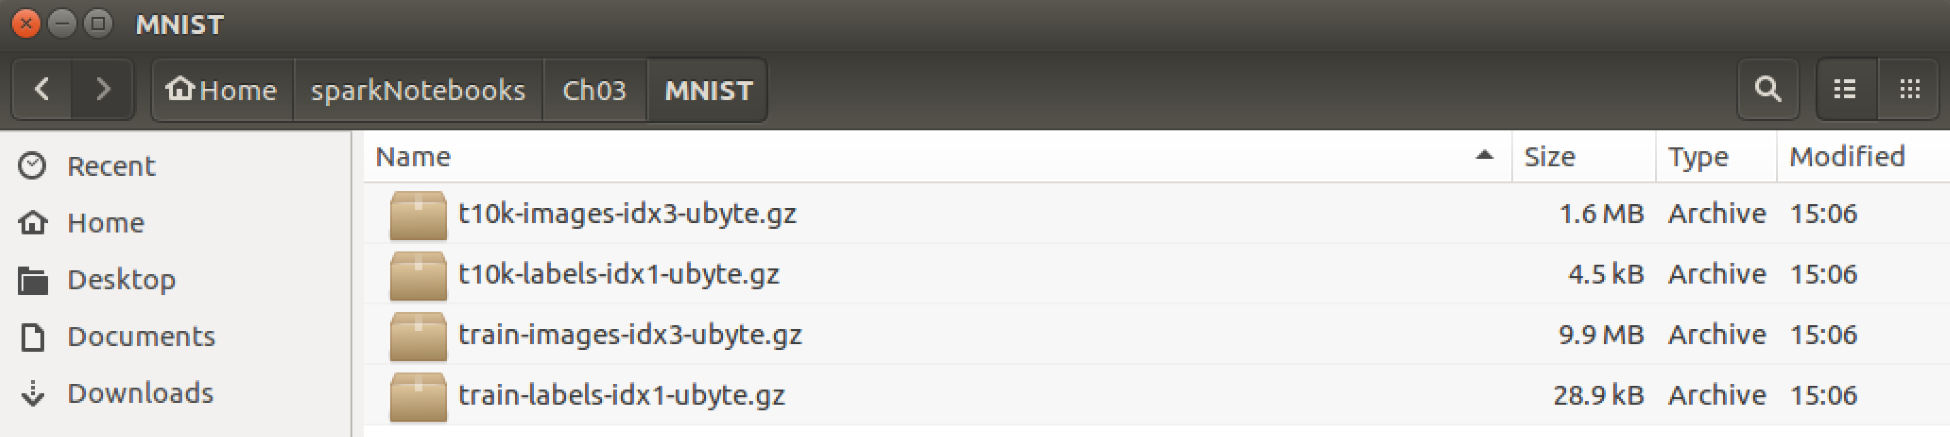 MNIST
Home sparkNotebooks Ch03 MNIST
Recent
Home
Desktop
Documents
Downloads
Name Size Type Modified
t10k-images-idx3-ubyte.gz 1.6 MB Archive 15:06
t10k-labels-idx1-ubyte.gz 4.5 kB Archive 15:06
train-images-idx3-ubyte.gz 9.9 MB Archive 15:06
train-labels-idx1-ubyte.gz 28.9 kB Archive 15:06